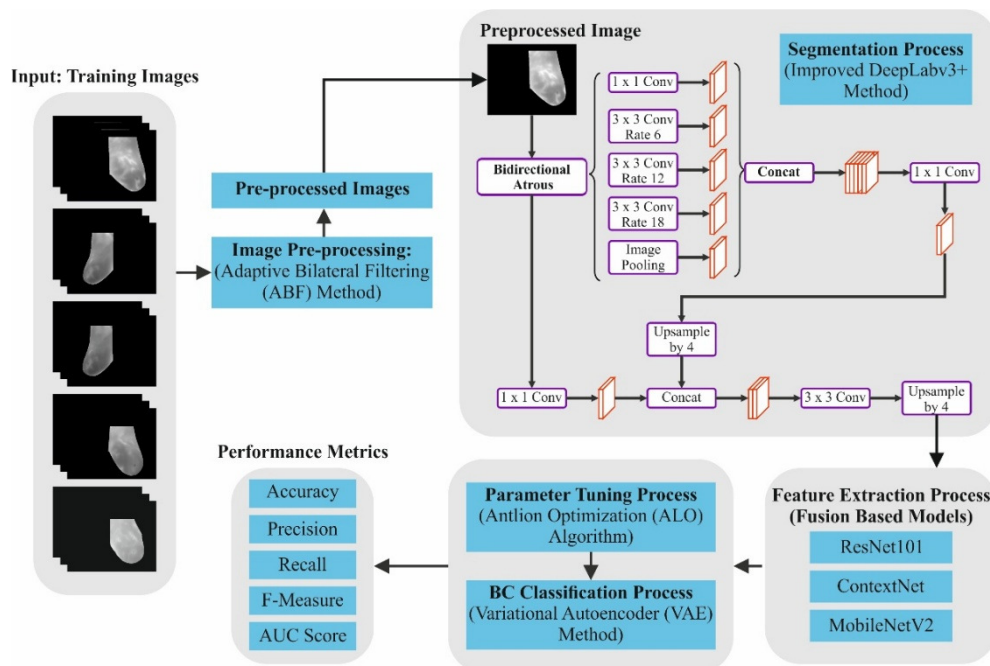 Input: Training Images
Pre-processed Images
Image Pre-processing:
(Adaptive Bilateral Filtering
(ABF) Method)
Preprocessed Image
Segmentation Process
(Improved DeepLabv3+
Method)
Bidirectional
Atrous
1 x 1 Conv
3 x 3 Conv
Rate 6
3 x 3 Conv
Rate 12
3 x 3 Conv
Rate 18
Image
Pooling
Concat
1 x 1 Conv
Upsample
by 4
1 x 1 Conv
Concat
3 x 3 Conv
Upsample
by 4
Feature Extraction Process
(Fusion Based Models)
ResNet101
ContextNet
MobileNetV2
Parameter Tuning Process
(Antlion Optimization (ALO)
Algorithm)
BC Classification Process
(Variational Autoencoder (VAE)
Method)
Performance Metrics
Accuracy
Precision
Recall
F-Measure
AUC Score